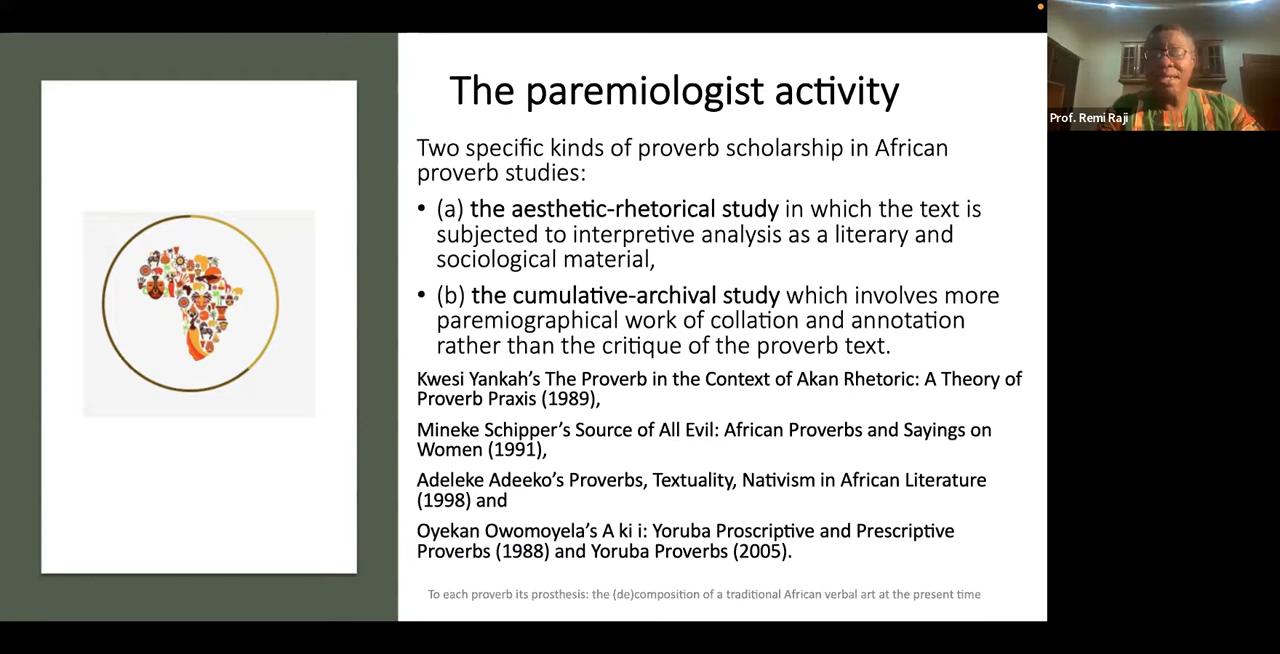 The paremiologist activity
Two specific kinds of proverb scholarship in African
proverb studies:
• (a) the aesthetic-rhetorical study in which the text is
subjected to interpretive analysis as a literary and
sociological material,
• (b) the cumulative-archival study which involves more
paremiographical work of collation and annotation
rather than the critique of the proverb text.
Kwesi Yankah’s The Proverb in the Context of Akan Rhetoric: A Theory of
Proverb Praxis (1989),
Mineke Schipper’s Source of All Evil: African Proverbs and Sayings on
Women (1991),
Adeleke Adeeko’s Proverbs, Textuality, Nativism in African Literature
(1998) and
Oyekan Owomoyela’s A ki i: Yoruba Proscriptive and Prescriptive
Proverbs (1988) and Yoruba Proverbs (2005).
To each proverb its prosthesis: the (de)composition of a traditional African verbal art at the present time
Prof. Remi Raji